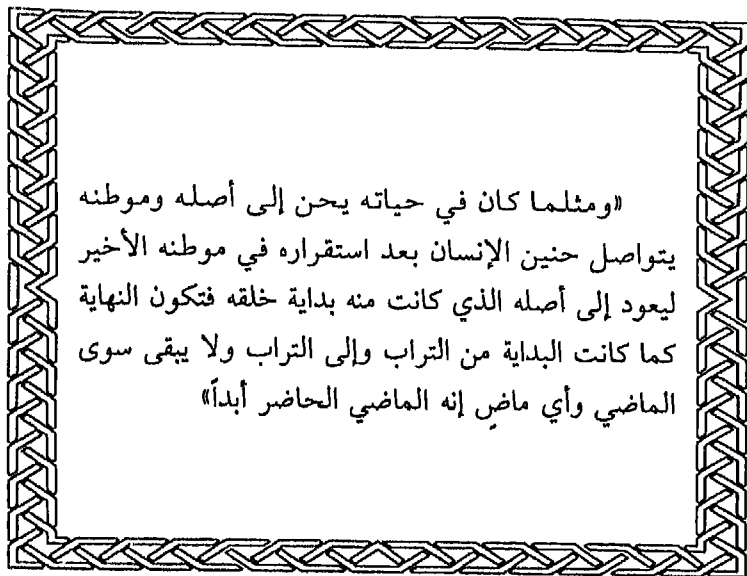 «ومثلما كان في حياته يحن إلى أصله وموطنه
يتواصل حنين الإنسان بعد استقراره في موطنه الأخير
ليعود إلى أصله الذي كانت منه بداية خلقه فتكون النهاية
كما كانت البداية من التراب وإلى التراب ولا يبقى سوى
الماضي وأي ماضٍ إنه الماضي الحاضر أبداً»